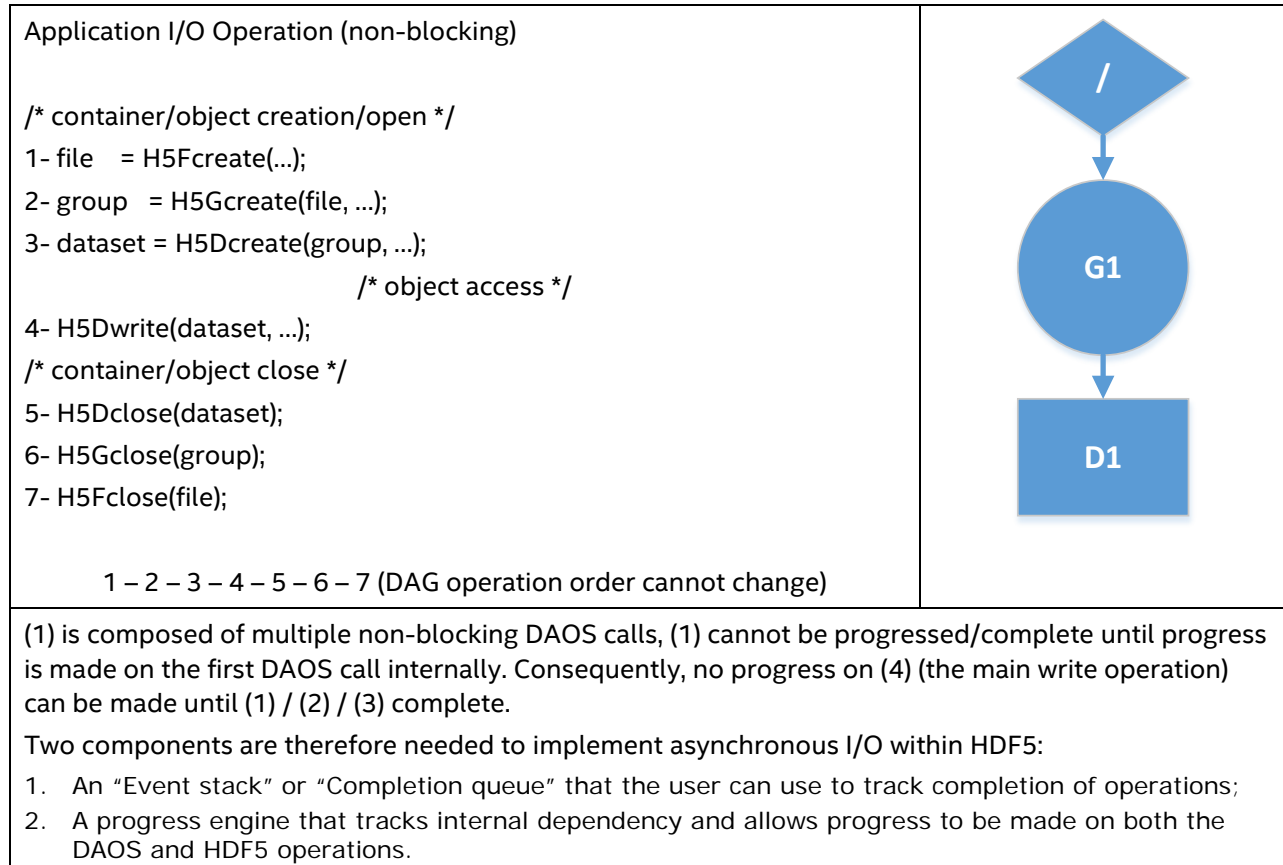 Application I/O Operation (non-blocking)
/* container/object creation/open */
1- file = H5Fcreate(...);
2- group = H5Gcreate(file, ...);
3- dataset = H5Dcreate(group, ...);
/* object access */
4- H5Dwrite(dataset, ...);
/* container/object close */
5- H5Dclose(dataset);
6- H5Gclose(group);
7- H5Fclose(file);
1 – 2 – 3 – 4 – 5 – 6 – 7 (DAG operation order cannot change)
/
G1
D1
(1) is composed of multiple non-blocking DAOS calls, (1) cannot be progressed/complete until progress
is made on the first DAOS call internally. Consequently, no progress on (4) (the main write operation)
can be made until (1) / (2) / (3) complete.
Two components are therefore needed to implement asynchronous I/O within HDF5:
1. An “Event stack” or “Completion queue” that the user can use to track completion of operations;
2. A progress engine that tracks internal dependency and allows progress to be made on both the
DAOS and HDF5 operations.